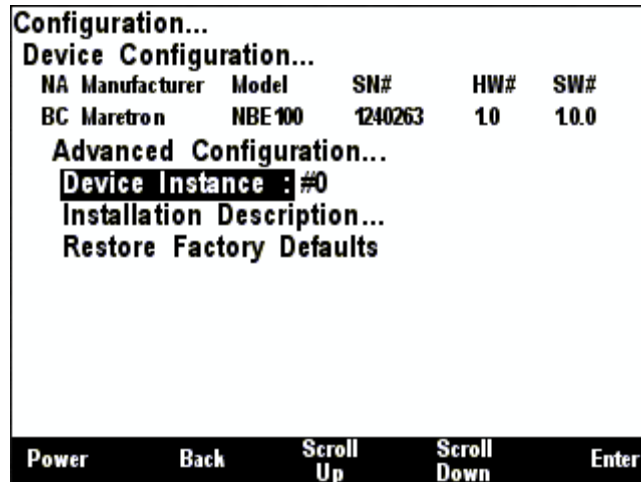 Configuration...
Device Configuration...
NA Manufacturer Model SN# HW# SW#
BC Maretron NBE100 1240263 1.0 1.0.0
Advanced Configuration...
Device Instance : #0
Installation Description...
Restore Factory Defaults
Power Back Scroll Up Scroll Down Enter